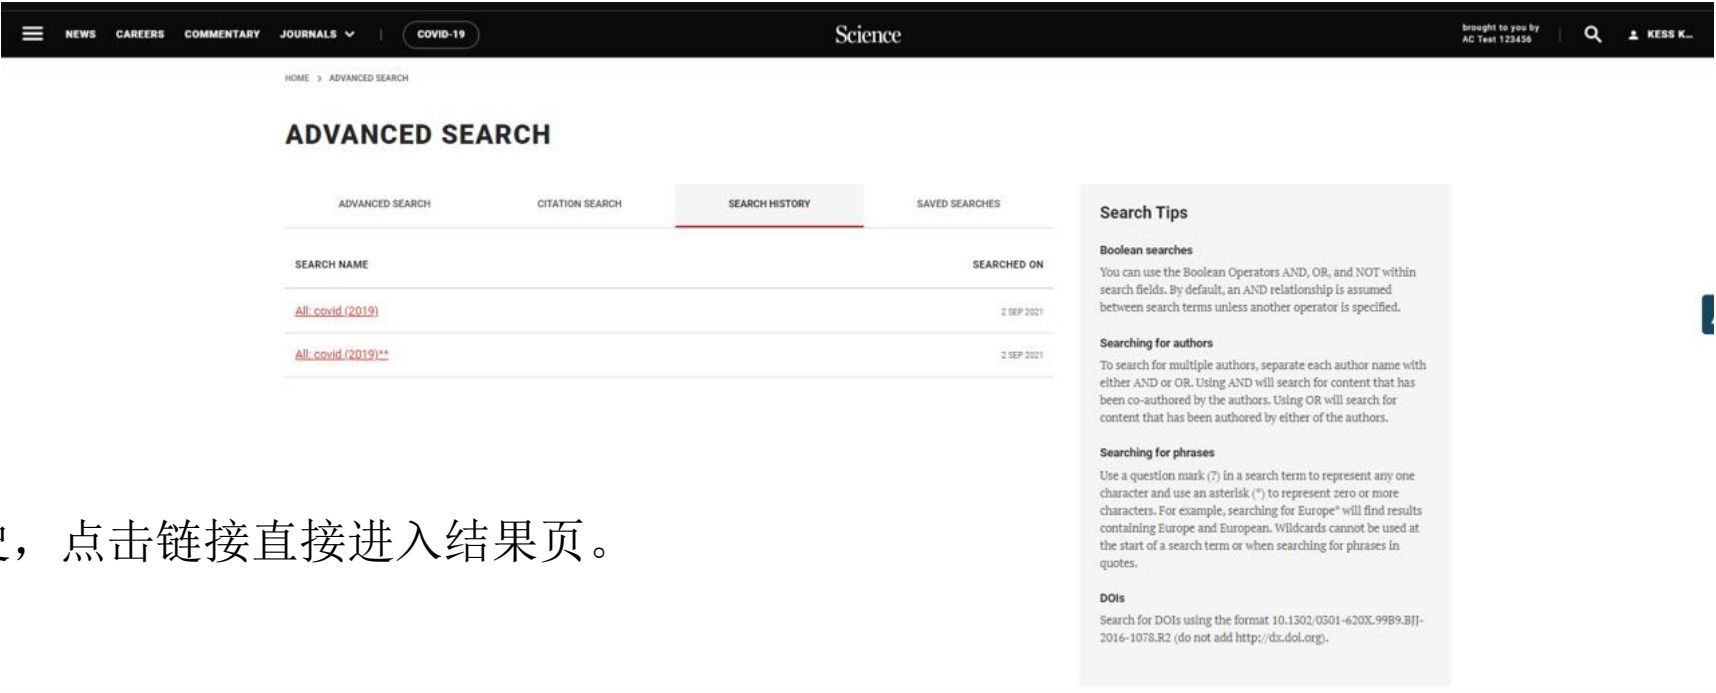 NEWS CAREERS COMMENTARY JOURNALS | COVID-19 Science brought to you by | KESS K...
AC Test 123456
HOME > ADVANCED SEARCH
ADVANCED SEARCH
ADVANCED SEARCH CITATION SEARCH SEARCH HISTORY SAVED SEARCHES
SEARCH NAME SEARCHED ON
All: covid (2019) 2 SEP 2021
All: covid (2019)** 2 SEP 2021
Search Tips
Boolean searches
You can use the Boolean Operators AND, OR, and NOT within
search fields. By default, an AND relationship is assumed
between search terms unless another operator is specified.
Searching for authors
To search for multiple authors, separate each author name with
either AND or OR. Using AND will search for content that has
been co-authored by the authors. Using OR will search for
content that has been authored by either of the authors.
Searching for phrases
Use a question mark (?) in a search term to represent any one
character and use an asterisk (*) to represent zero or more
characters. For example, searching for Europe* will find results
containing Europe and European. Wildcards cannot be used at
the start of a search term or when searching for phrases in
quotes.
DOIs
Search for DOIs using the format 10.1302/0301-620X.99B9.BJJ-
2016-1078.R2 (do not add http://dx.doi.org).
,点击链接直接进入结果页。